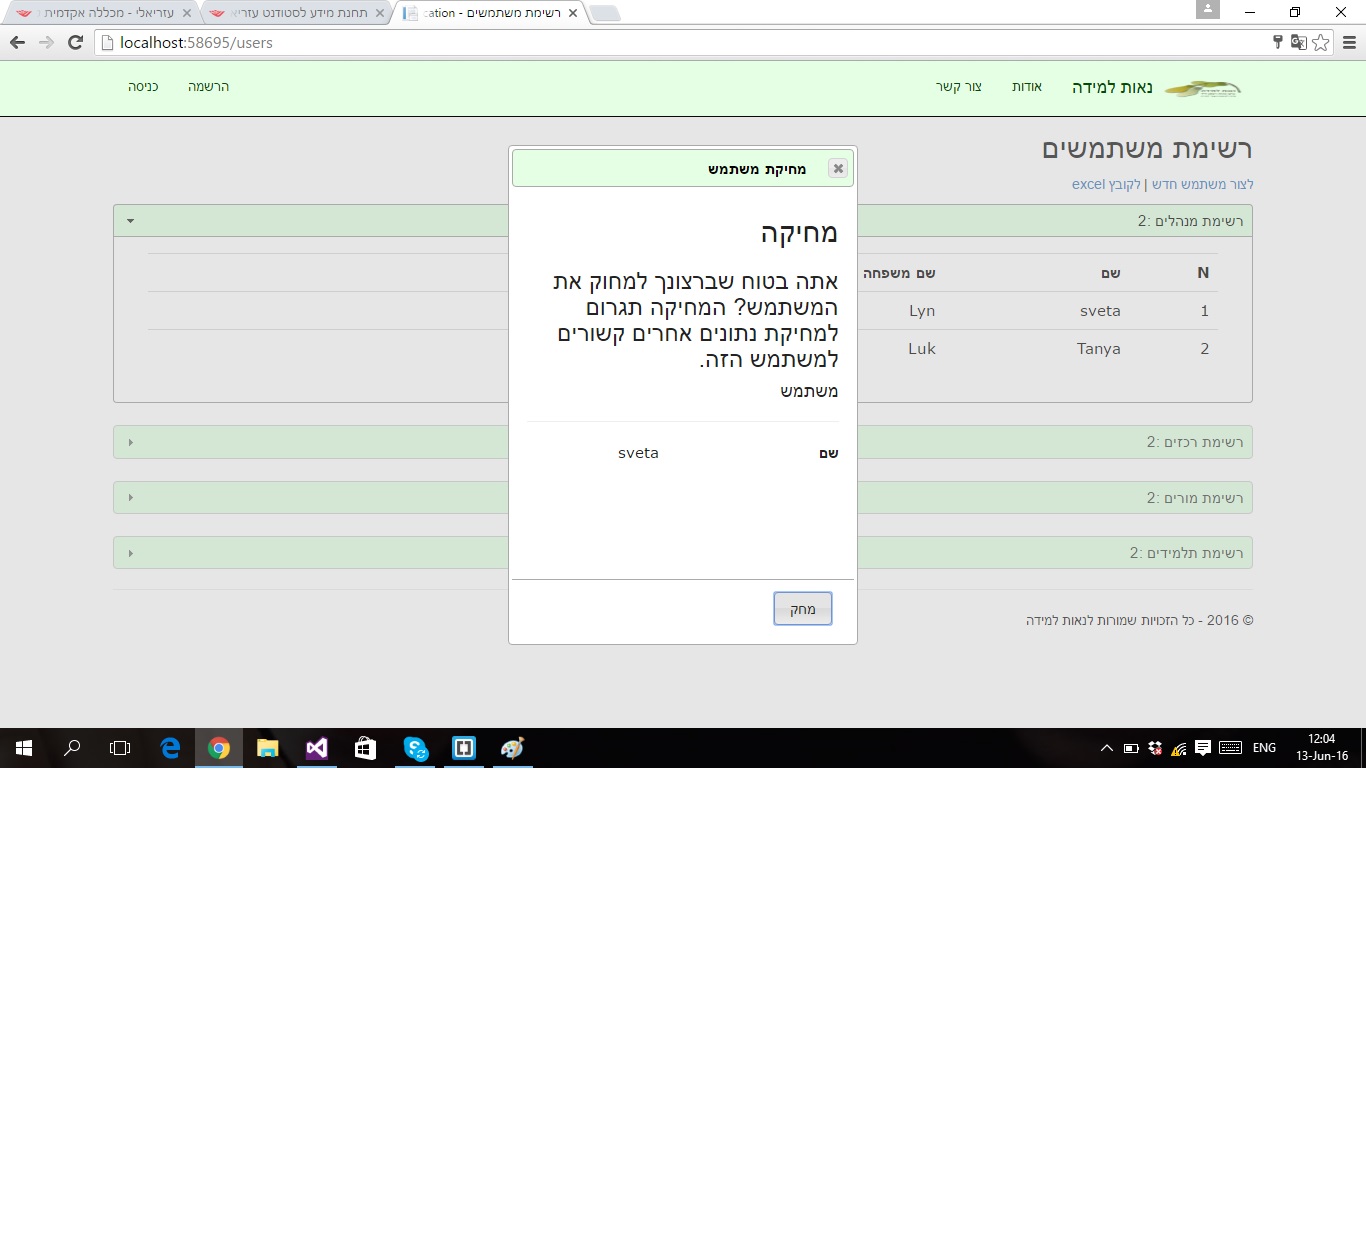 עזריאלי - מכללה אקדמית
תחנת מידע לסטודנט עזריא
רשימת משתמשים - cation
localhost:58695/users
נאות למידה
אודות
צור קשר
הרשמה
כניסה
רשימת משתמשים
לצור משתמש חדש | לקובץ excel
רשימת מנהלים :2
N שם שם משפחה
1 sveta Lyn
2 Tanya Luk
רשימת רכזים :2
רשימת מורים :2
רשימת תלמידים :2
© 2016 - כל הזכויות שמורות לנאות למידה
מחיקת משתמש
מחיקה
אתה בטוח שברצונך למחוק את
המשתמש? המחיקה תגרום
למחיקת נתונים אחרים קשורים
למשתמש הזה.
משתמש
שם sveta
מחק
ENG
12:04
13-Jun-16